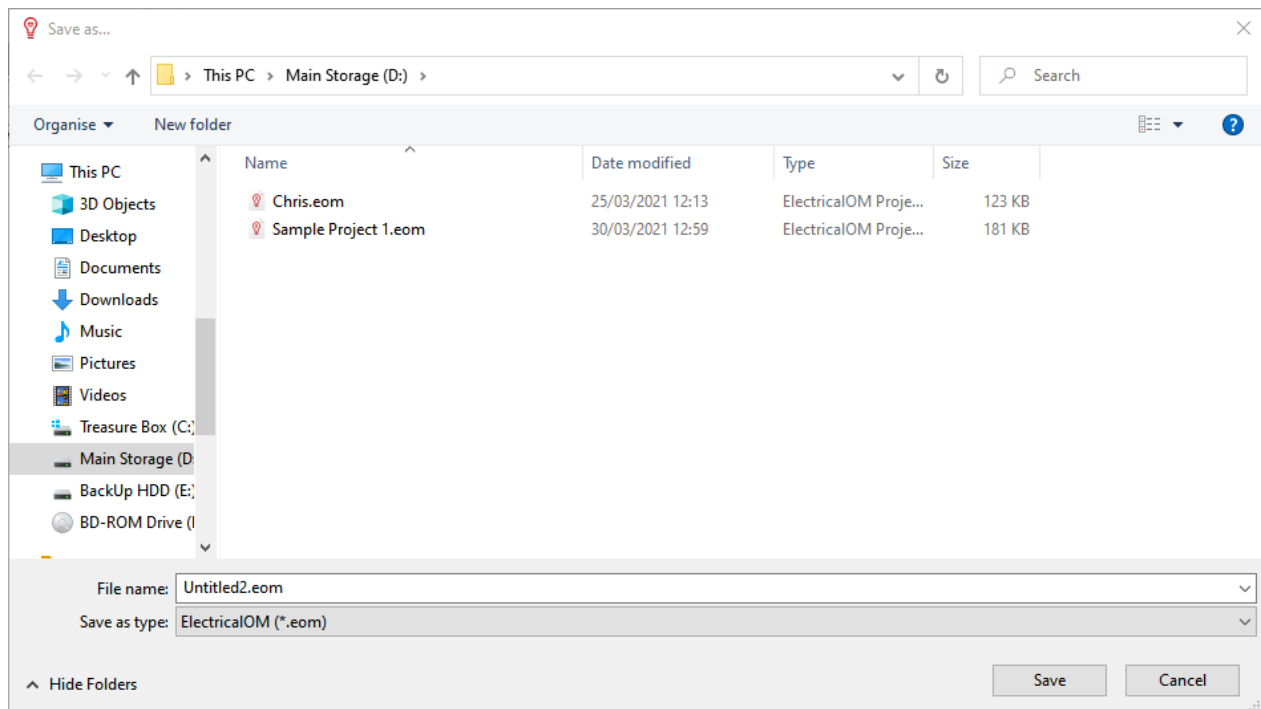 Save as...
This PC > Main Storage (D:) >
Search
Organise
New folder
Name
Date modified
Type
Size
This PC
3D Objects
Desktop
Documents
Downloads
Music
Pictures
Videos
Treasure Box (C:)
Main Storage (D:
BackUp HDD (E:)
BD-ROM Drive (
Chris.eom 25/03/2021 12:13 ElectricalOM Proje... 123 KB
Sample Project 1.eom 30/03/2021 12:59 ElectricalOM Proje... 181 KB
File name: Untitled2.eom
Save as type: ElectricalOM (*.eom)
Hide Folders
Save
Cancel